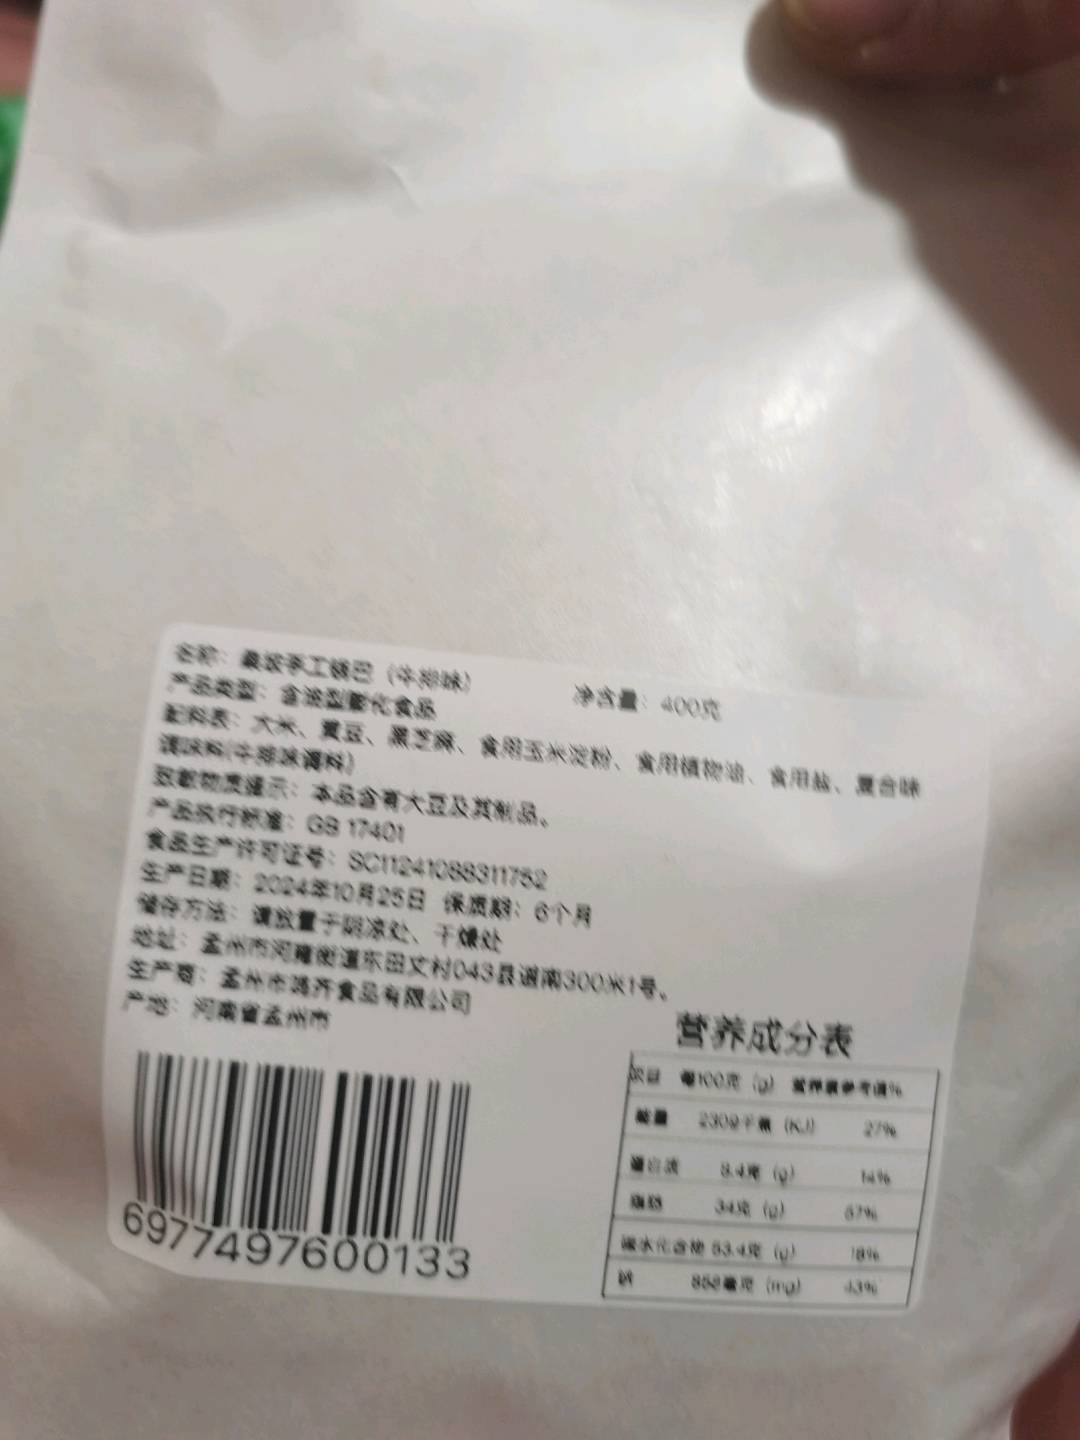 名称：手工锅巴（牛排味）
净含量：400克
产品类型：含油型膨化食品
配料表：大米、黄豆、黑芝麻、食用玉米淀粉、食用植物油、食用盐、复合味
调味料(牛排味调料)
致敏物质提示：本品含有大豆及其制品。
产品执行标准：GB 17401
食品生产许可证号：SC11241088311752
生产日期：2024年10月25日 保质期：6个月
储存方法：请放置于阴凉处、干燥处
地址：孟州市河雍街道东田丈村043县道南300米1号。
生产商：孟州市鸿齐食品有限公司
产地：河南省孟州市
6977497600133
营养成分表
项目 每100克（g） 营养素参考值%
能量 千焦（KJ） 27%
蛋白质 8.4克（g） 14%
脂肪 34克（g） 57%
碳水化合物 53.4克（g） 18%
钠 858毫克（mg） 43%